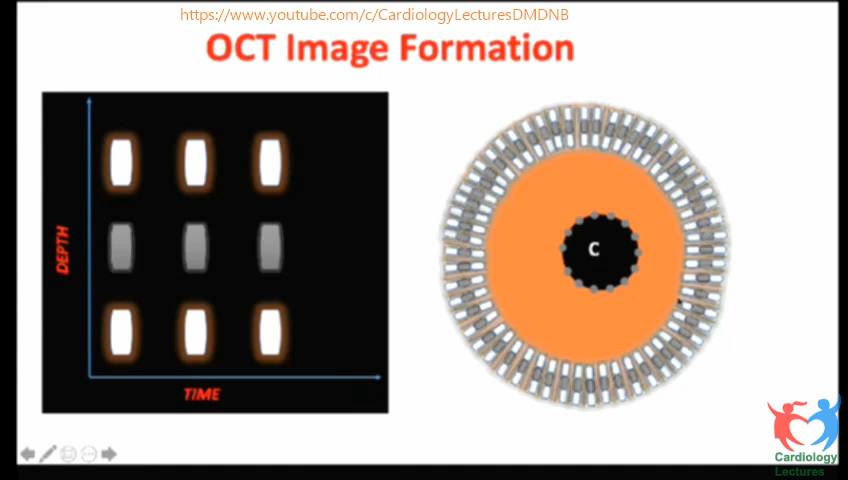 https://www.youtube.com/c/CardiologyLecturesDMDNB
OCT Image Formation
DEPTH
TIME
C
Cardiology
Lectures